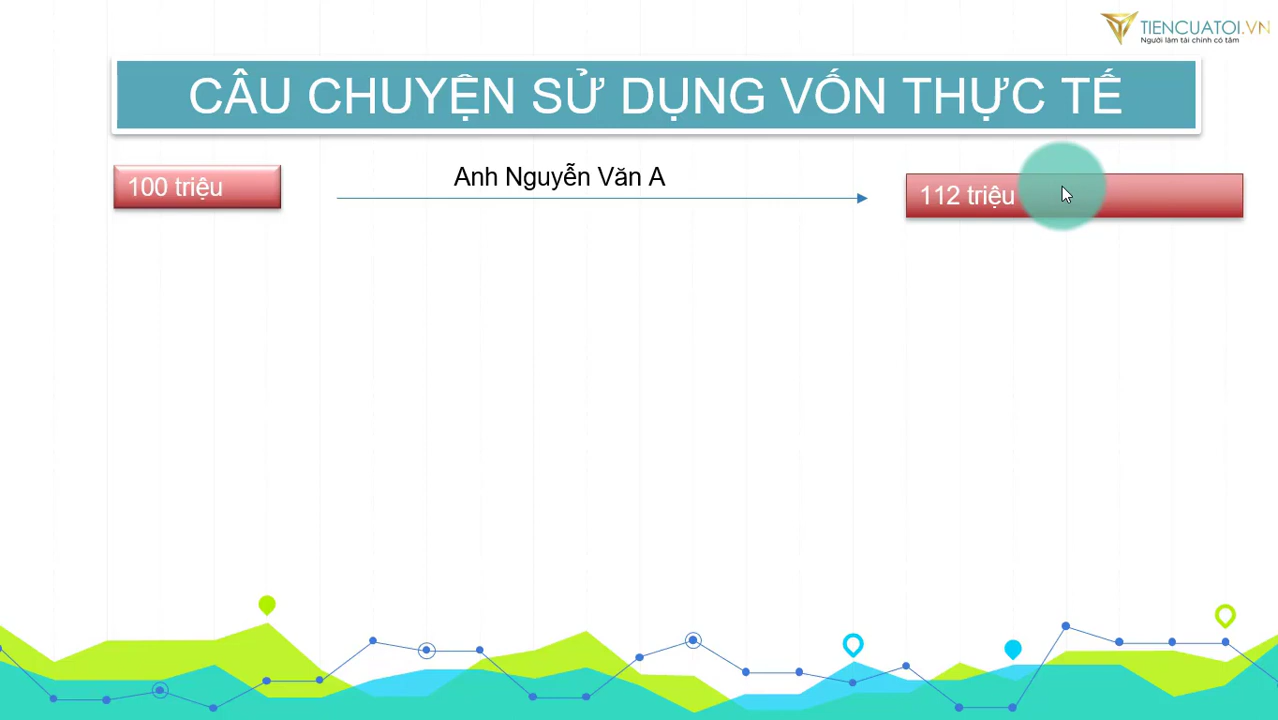 TIENCUATOI.VN
Người làm tài chính có tâm
CÂU CHUYỆN SỬ DỤNG VỐN THỰC TẾ
100 triệu
Anh Nguyễn Văn A
112 triệu